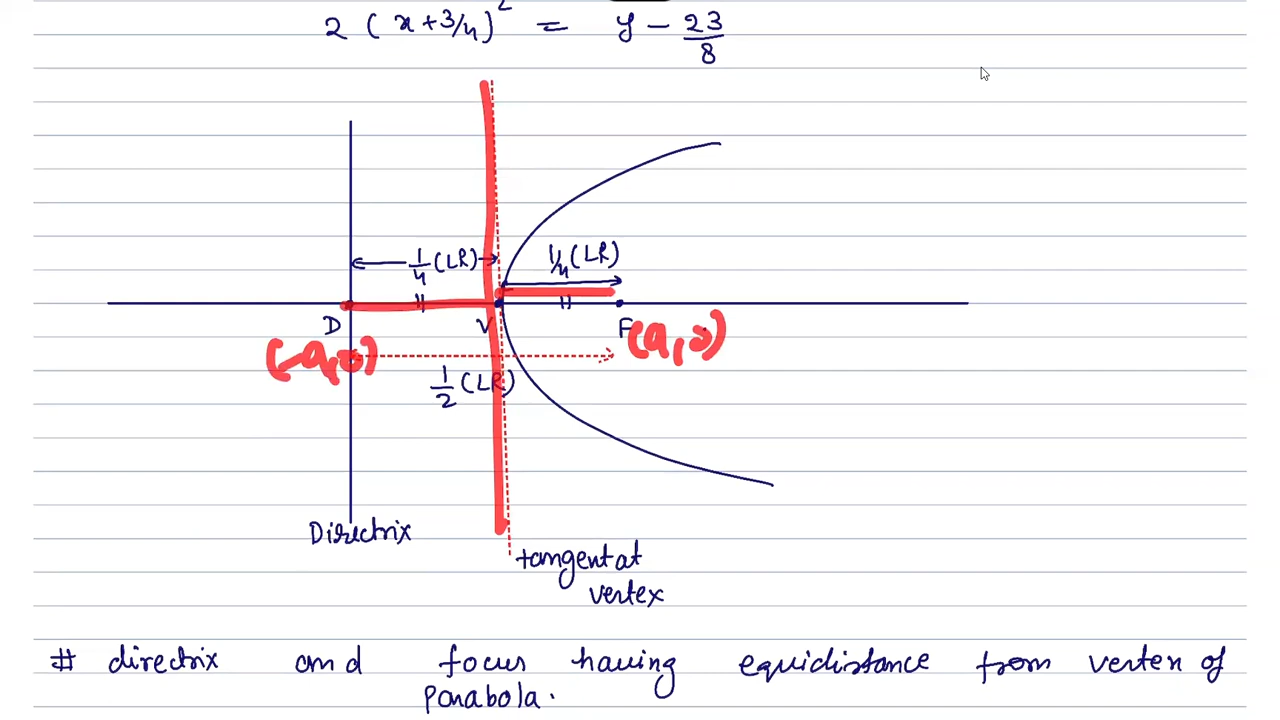 2 (x+3/4)² = y − 23/8
1/4 (LR)
1/4 (LR)
D
V
F
(-a,0)
(a,0)
1/2 (LR)
Directrix
tangent at
vertex
# directrix and focus having equidistance from vertex of
parabola.